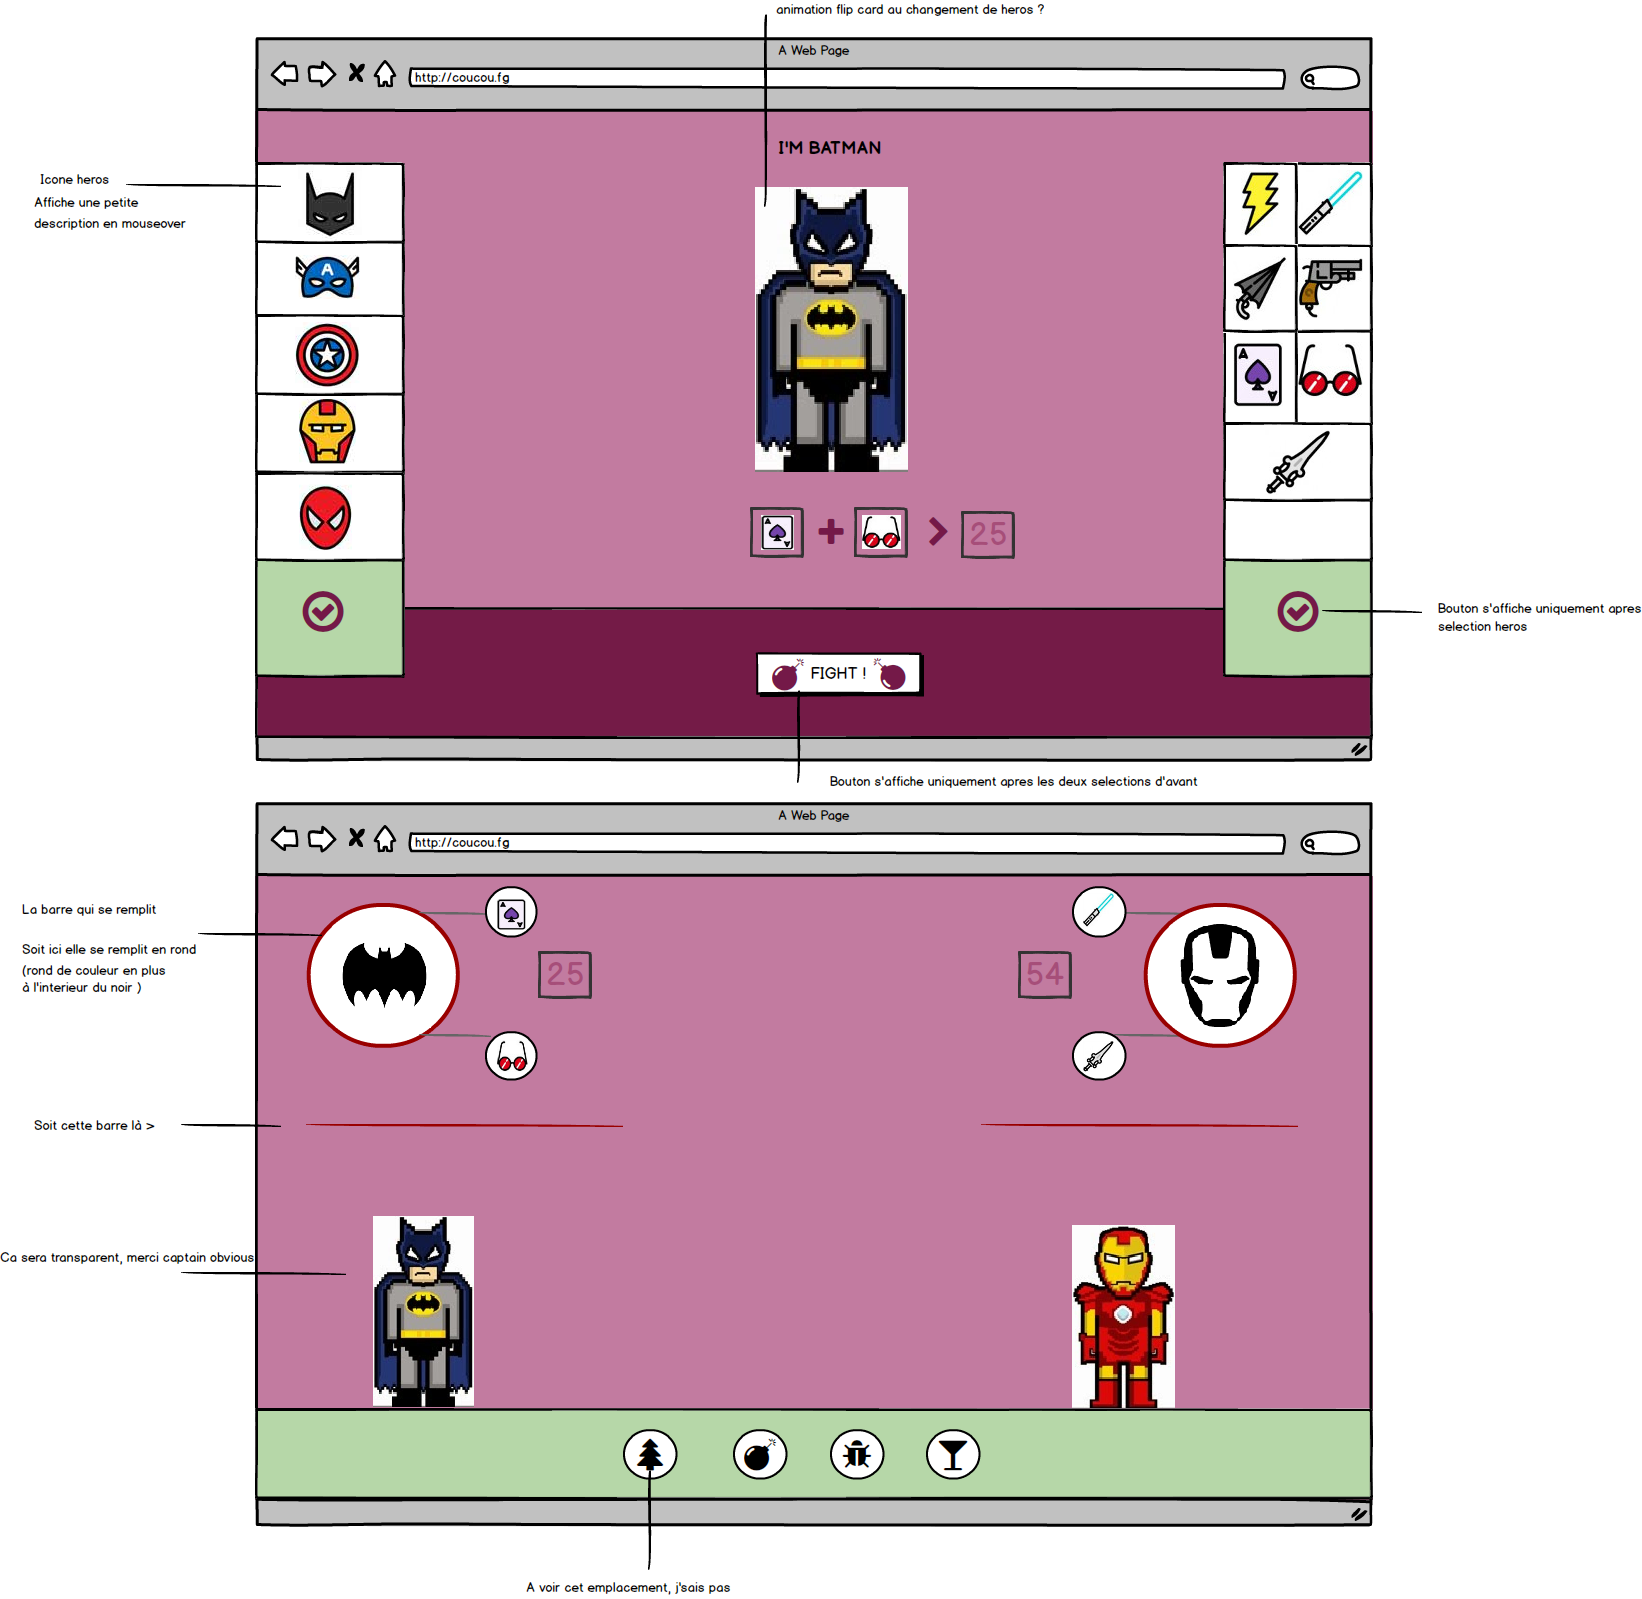 animation flip card au changement de heros ?
A Web Page
http://coucou.fg
I'M BATMAN
Icone heros
Affiche une petite
description en mouseover
A
A
A
A
A
25
Bouton s'affiche uniquement apres
selection heros
FIGHT !
Bouton s'affiche uniquement apres les deux selections d'avant
A Web Page
http://coucou.fg
La barre qui se remplit
Soit ici elle se remplit en rond
(rond de couleur en plus
à l'interieur du noir )
A
A
25
54
Soit cette barre là >
Ca sera transparent, merci captain obvious
A voir cet emplacement, j'sais pas